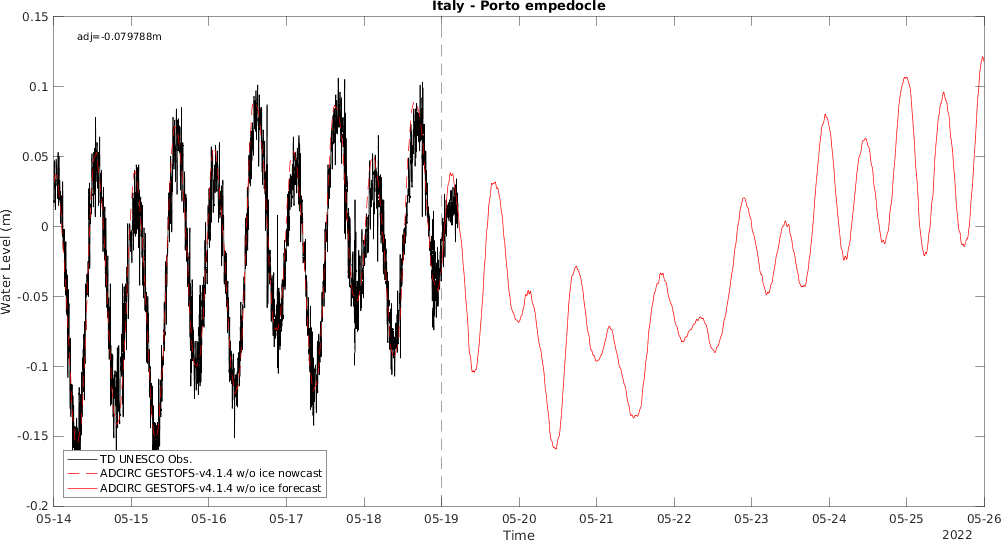 Italy - Porto empedocle
adj=-0.079788m
0.15
0.1
0.05
0
-0.05
-0.1
-0.15
-0.2
Water Level (m)
TD UNESCO Obs.
ADCIRC GESTOFS-v4.1.4 w/o ice nowcast
ADCIRC GESTOFS-v4.1.4 w/o ice forecast
05-14 05-15 05-16 05-17 05-18 05-19 05-20 05-21 05-22 05-23 05-24 05-25 05-26
Time
2022